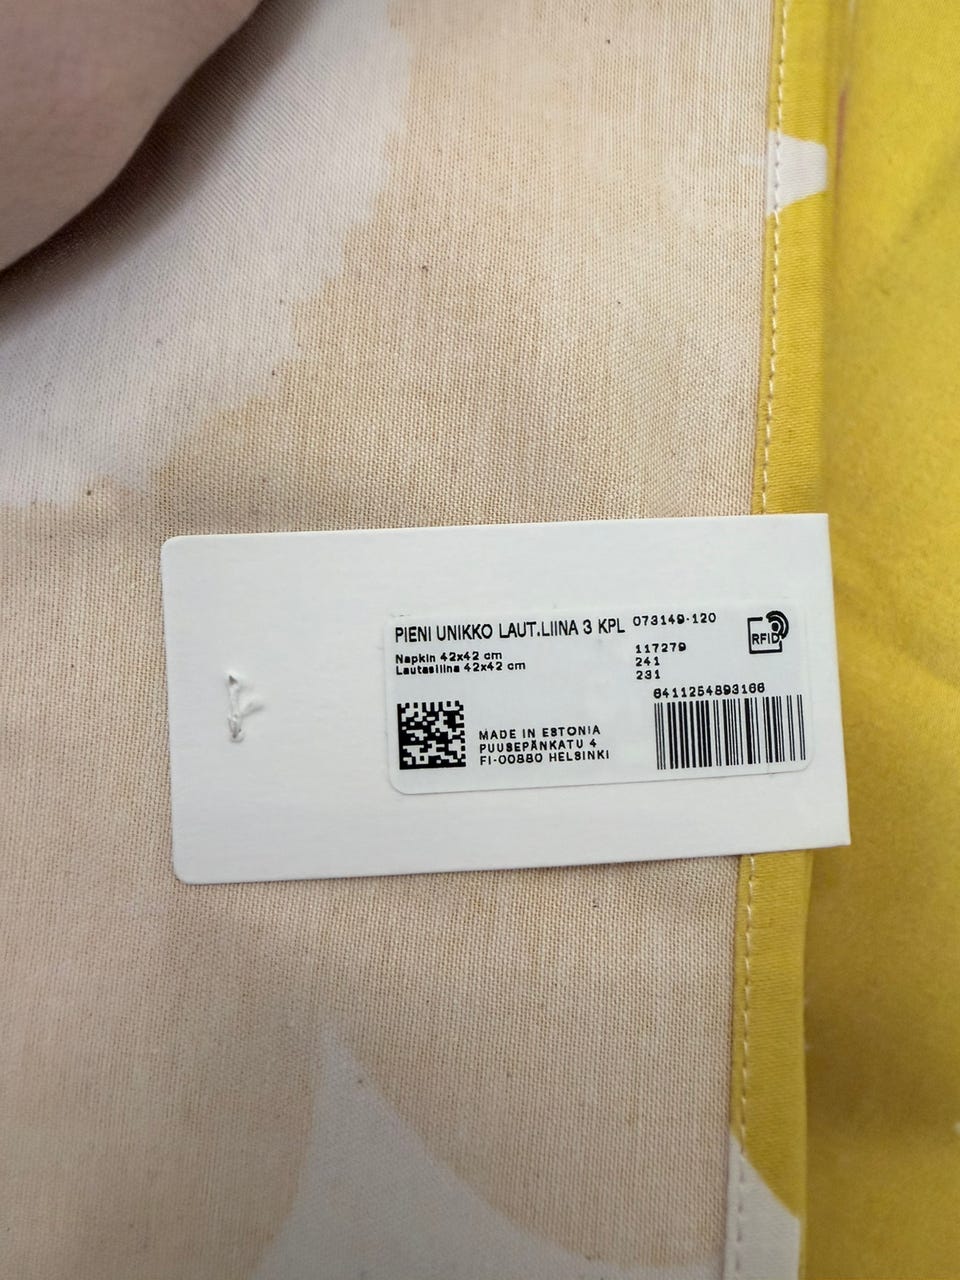 PIENI UNIKKO LAUT.LIINA 3 KPL 073149-120
Napkin 42x42 cm
Lautasliina 42x42 cm
117279
241
231
RFID
6411254893166
MADE IN ESTONIA
PUUSEPÄNKATU 4
FI-00880 HELSINKI